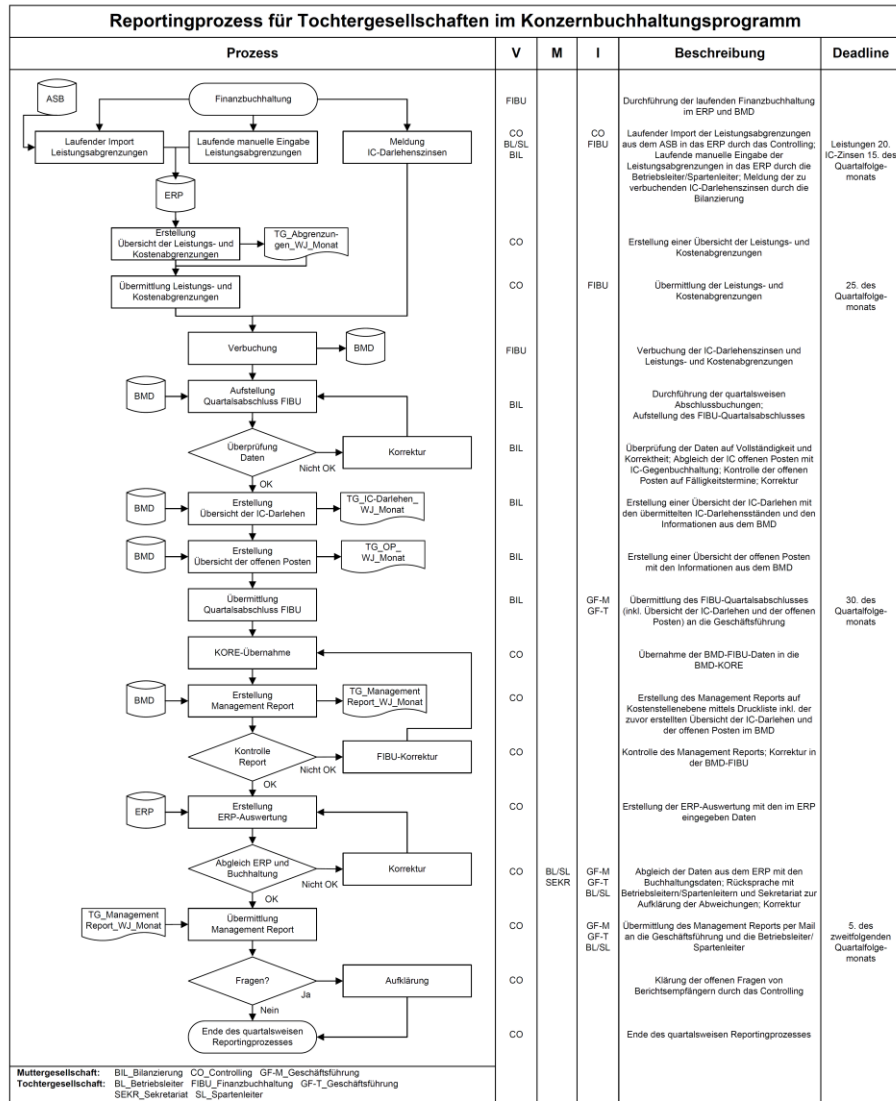 Reportingprozess für Tochtergesellschaften im Konzernbuchhaltungsprogramm
Prozess
V
M
I
Beschreibung
Deadline
ASB
Finanzbuchhaltung
FIBU
Durchführung der laufenden Finanzbuchhaltung
im ERP und BMD
Laufender Import
Leistungsabgrenzungen
Laufende manuelle Eingabe
Leistungsabgrenzungen
Meldung
IC-Darlehenszinsen
CO
BL/SL
BIL
CO
FIBU
Laufender Import der Leistungsabgrenzungen
aus dem ASB in das ERP durch das Controlling;
Laufende manuelle Eingabe der
Leistungsabgrenzungen in das ERP durch die
Betriebsleiter/Spartenleiter; Meldung der zu
verbuchenden IC-Darlehenszinsen durch die
Bilanzierung
Leistungen 20.
IC-Zinsen 15. des
Quartalfolge-
monats
ERP
Erstellung
Übersicht der Leistungs- und
Kostenabgrenzungen
TG_Abgrenzun-
gen_WJ_Monat
CO
Erstellung einer Übersicht der Leistungs- und
Kostenabgrenzungen
Übermittlung Leistungs- und
Kostenabgrenzungen
CO
FIBU
Übermittlung der Leistungs- und
Kostenabgrenzungen
25. des
Quartalfolge-
monats
Verbuchung
BMD
FIBU
Verbuchung der IC-Darlehenszinsen und
Leistungs- und Kostenabgrenzungen
BMD
Aufstellung
Quartalsabschluss FIBU
BIL
Durchführung der quartalsweisen
Abschlussbuchungen;
Aufstellung des FIBU-Quartalsabschlusses
Überprüfung
Daten
Nicht OK
Korrektur
OK
BIL
Überprüfung der Daten auf Vollständigkeit und
Korrektheit; Abgleich der IC offenen Posten mit
IC-Gegenbuchhaltung; Kontrolle der offenen
Posten auf Fälligkeitstermine; Korrektur
BMD
Erstellung
Übersicht der IC-Darlehen
TG_IC-Darlehen_
WJ_Monat
BIL
Erstellung einer Übersicht der IC-Darlehen mit
den übermittelten IC-Darlehensständen und den
Informationen aus dem BMD
BMD
Erstellung
Übersicht der offenen Posten
TG_OP_
WJ_Monat
BIL
Erstellung einer Übersicht der offenen Posten
mit den Informationen aus dem BMD
Übermittlung
Quartalsabschluss FIBU
BIL
GF-M
GF-T
Übermittlung des FIBU-Quartalsabschlusses
(inkl. Übersicht der IC-Darlehen und der offenen
Posten) an die Geschäftsführung
30. des
Quartalfolge-
monats
KORE-Übernahme
CO
Übernahme der BMD-FIBU-Daten in die
BMD-KORE
BMD
Erstellung
Management Report
TG_Management
Report_WJ_Monat
CO
Erstellung des Management Reports auf
Kostenstellenebene mittels Druckliste inkl. der
zuvor erstellten Übersicht der IC-Darlehen und
der offenen Posten im BMD
Kontrolle
Report
Nicht OK
FIBU-Korrektur
OK
CO
Kontrolle des Management Reports; Korrektur in
der BMD-FIBU
ERP
Erstellung
ERP-Auswertung
CO
Erstellung der ERP-Auswertung mit den im ERP
eingegeben Daten
Abgleich ERP und
Buchhaltung
Nicht OK
Korrektur
OK
CO
BL/SL
SEKR
GF-M
GF-T
BL/SL
Abgleich der Daten aus dem ERP mit den
Buchhaltungsdaten; Rücksprache mit
Betriebsleitern/Spartenleitern und Sekretariat zur
Aufklärung der Abweichungen; Korrektur
TG_Management
Report_WJ_Monat
Übermittlung
Management Report
CO
GF-M
GF-T
BL/SL
Übermittlung des Management Reports per Mail
an die Geschäftsführung und die Betriebsleiter/
Spartenleiter
5. des
zweitfolgenden
Quartalfolge-
monats
Fragen?
Ja
Aufklärung
Nein
CO
Klärung der offenen Fragen von
Berichtsempfängern durch das Controlling
Ende des quartalsweisen
Reportingprozesses
CO
Ende des quartalsweisen Reportingprozesses
Muttergesellschaft: BIL_Bilanzierung CO_Controlling GF-M_Geschäftsführung
Tochtergesellschaft: BL_Betriebsleiter FIBU_Finanzbuchhaltung GF-T_Geschäftsführung
SEKR_Sekretariat SL_Spartenleiter